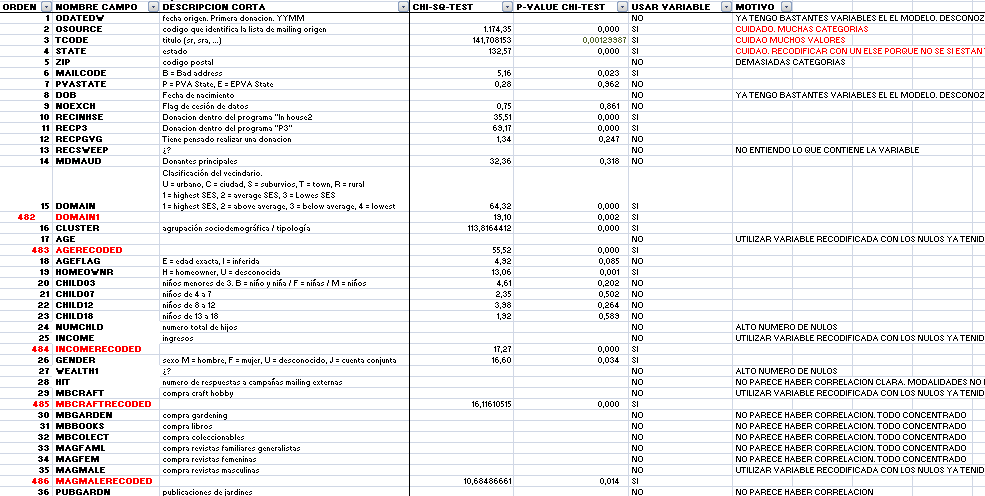 ORDEN NOMBRE CAMPO DESCRIPCION CORTA CHI-SQ-TEST P-VALUE CHI-TEST USAR VARIABLE MOTIVO
1 ODATEDW fecha origen. Primera donacion. YYMM NO YA TENGO BASTANTES VARIABLES EL EL MODELO. DESCONOZ
2 OSOURCE codigo que identifica la lista de mailing origen 1.174,35 0,000 SI CUIDADO. MUCHAS CATEGORIAS
3 TCODE titulo (sr, sra, ...) 141,708153 0,00129387 SI CUIDAO MUCHOS VALORES
4 STATE estado 132,57 0,000 SI CUIDAO. RECODIFICAR CON UN ELSE PORQUE NO SE SI ESTAN
5 ZIP codigo postal NO DEMASIADAS CATEGORIAS
6 MAILCODE B = Bad address 5,16 0,023 SI
7 PVASTATE P = PVA State, E = EPVA State 0,28 0,962 NO
8 DOB Fecha de nacimiento NO YA TENGO BASTANTES VARIABLES EL EL MODELO. DESCONOZ
9 NOEXCH Flag de cesión de datos 0,75 0,861 NO
10 RECINHSE Donacion dentro del programa "In house2 35,51 0,000 SI
11 RECP3 Donacion dentro del programa "P3" 69,17 0,000 SI
12 RECPGVG Tiene pensado realizar una donacion 1,34 0,247 NO
13 RECSWEEP ¿? NO NO ENTIENDO LO QUE CONTIENE LA VARIABLE
14 MDMAUD Donantes principales 32,36 0,318 NO
Clasificación del vecindario.
U = urbano, C = ciudad, S = suburvios, T = town, R = rural
1 = highest SES, 2 = average SES, 3 = Lowes SES
15 DOMAIN 1 = highest SES, 2 = above average, 3 = below average, 4 = lowest 64,32 0,000 SI
482 DOMAIN1 19,10 0,002 SI
16 CLUSTER agrupación sociodemográfica / tipología 113,8164412 0,000 SI
17 AGE NO UTILIZAR VARIABLE RECODIFICADA CON LOS NULOS YA TENID
483 AGERECODED 55,52 0,000 SI
18 AGEFLAG E = edad exacta, I = inferida 4,92 0,085 NO
19 HOMEOWNR H = homeowner, U = desconocida 13,06 0,001 SI
20 CHILD03 niños menores de 3. B = niño y niña / F = niñas / M = niños 4,61 0,202 NO
21 CHILD07 niños de 4 a 7 2,35 0,502 NO
22 CHILD12 niños de 8 a 12 3,98 0,264 NO
23 CHILD18 niños de 13 a 18 1,92 0,589 NO
24 NUMCHLD numero total de hijos NO ALTO NUMERO DE NULOS
25 INCOME ingresos NO UTILIZAR VARIABLE RECODIFICADA CON LOS NULOS YA TENID
484 INCOMERECODED 17,27 0,000 SI
26 GENDER sexo M = hombre, F = mujer, U = desconocido, J = cuenta conjunta 16,60 0,034 SI
27 WEALTH1 ¿? NO ALTO NUMERO DE NULOS
28 HIT numero de respuestas a campañas mailing externas NO NO PARECE HABER CORRELACION CLARA. MODALIDADES NO
29 MBCRAFT compra craft hobby NO UTILIZAR VARIABLE RECODIFICADA CON LOS NULOS YA TENID
485 MBCRAFTRECODED 16,11610515 0,000 SI
30 MBGARDEN compra gardening NO NO PARECE HABER CORRELACION. TODO CONCENTRADO
31 MBBOOKS compra libros NO NO PARECE HABER CORRELACION. TODO CONCENTRADO
32 MBCOLECT compra coleccionables NO NO PARECE HABER CORRELACION. TODO CONCENTRADO
33 MAGFAML compra revistas familiares generalistas NO NO PARECE HABER CORRELACION. TODO CONCENTRADO
34 MAGFEM compra revistas femeninas NO NO PARECE HABER CORRELACION. TODO CONCENTRADO
35 MAGMALE compra revistas masculinas NO UTILIZAR VARIABLE RECODIFICADA CON LOS NULOS YA TENID
486 MAGMALERECODED 10,68486661 0,014 SI
36 PUBGARDN publicaciones de jardines NO NO PARECE HABER CORRELACION